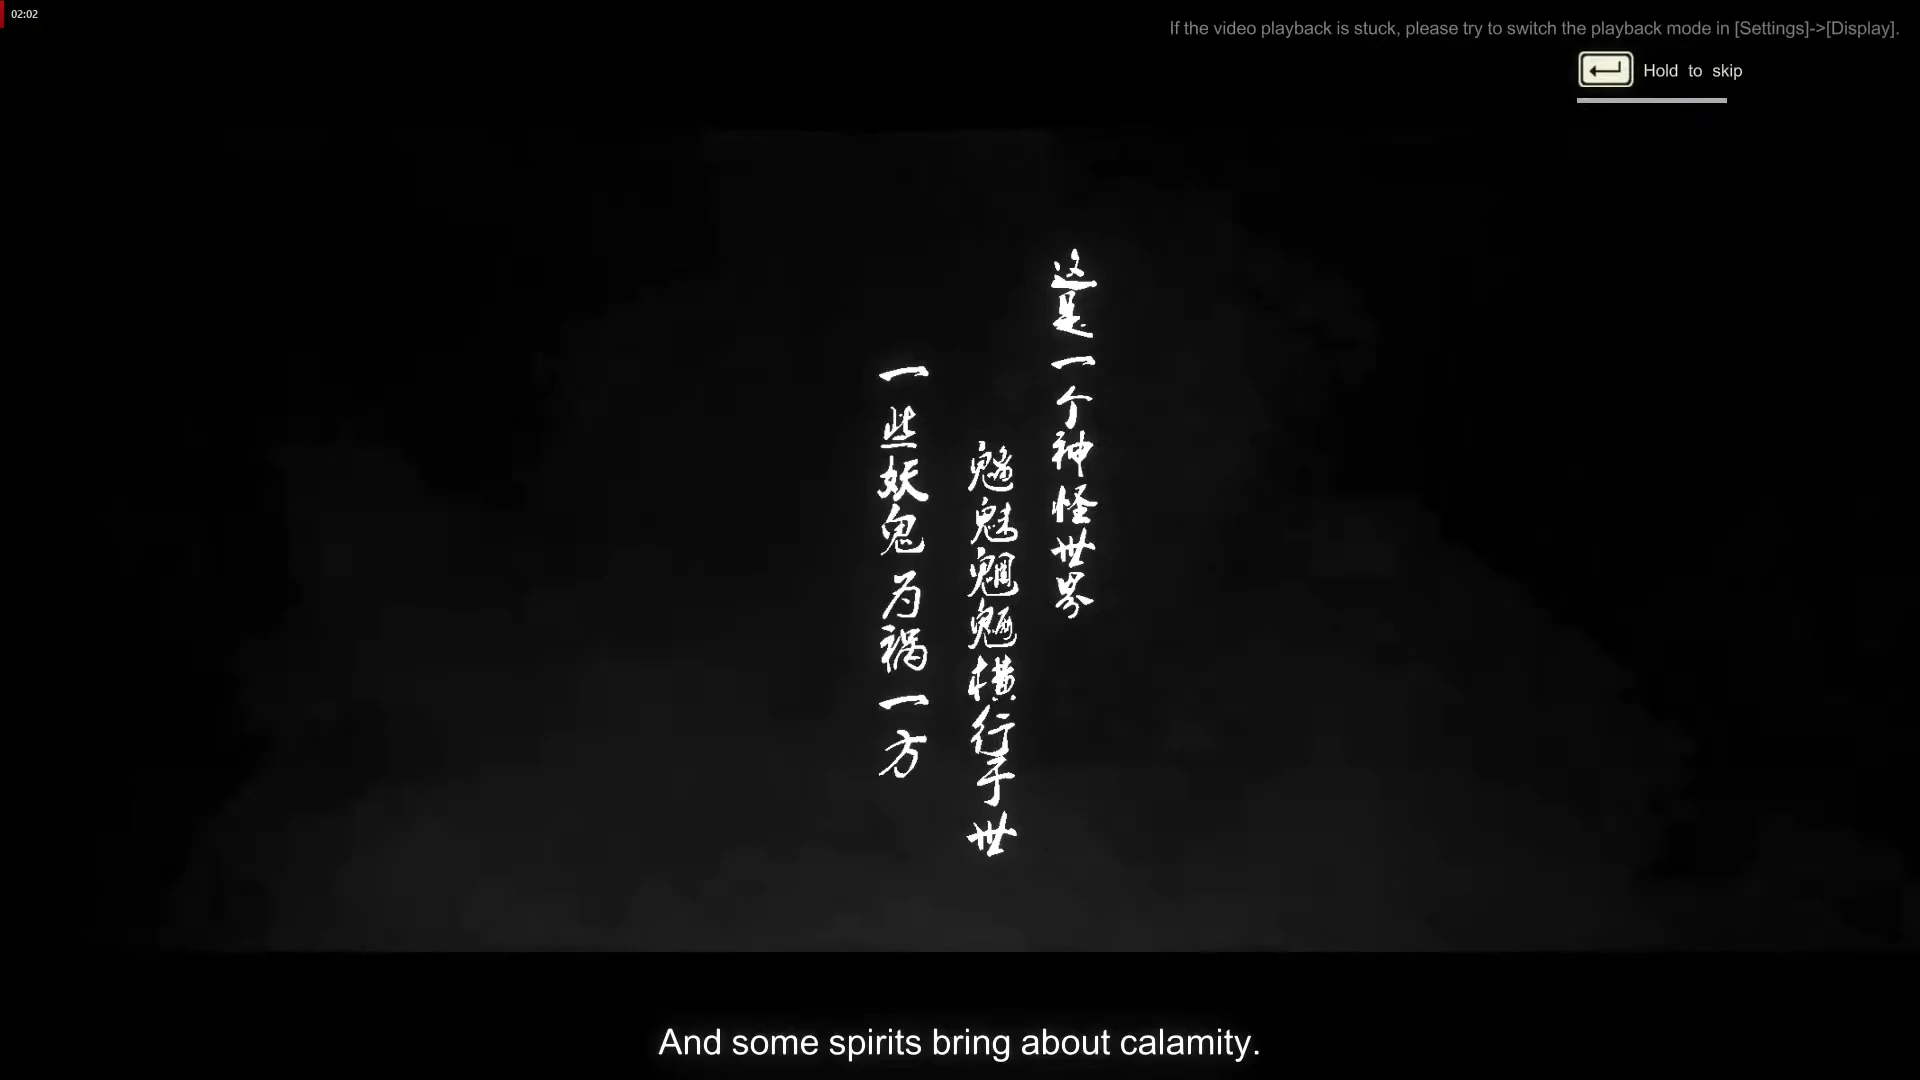 02:02
If the video playback is stuck, please try to switch the playback mode in [Settings]->[Display].
Hold to skip
这是一个神怪世界
魑魅魍魉横行于世
一些妖鬼为祸一方
And some spirits bring about calamity.